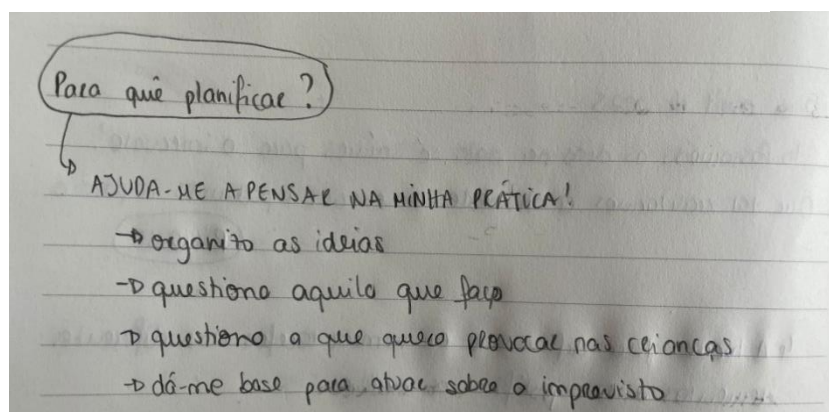 Para quê planificar?
AJUDA-ME A PENSAR NA MINHA PRÁTICA!
→ organizo as ideias
→ questiono aquilo que faço
→ questiono o que quero provocar nas crianças
→ dá-me base para atuar sobre o imprevisto